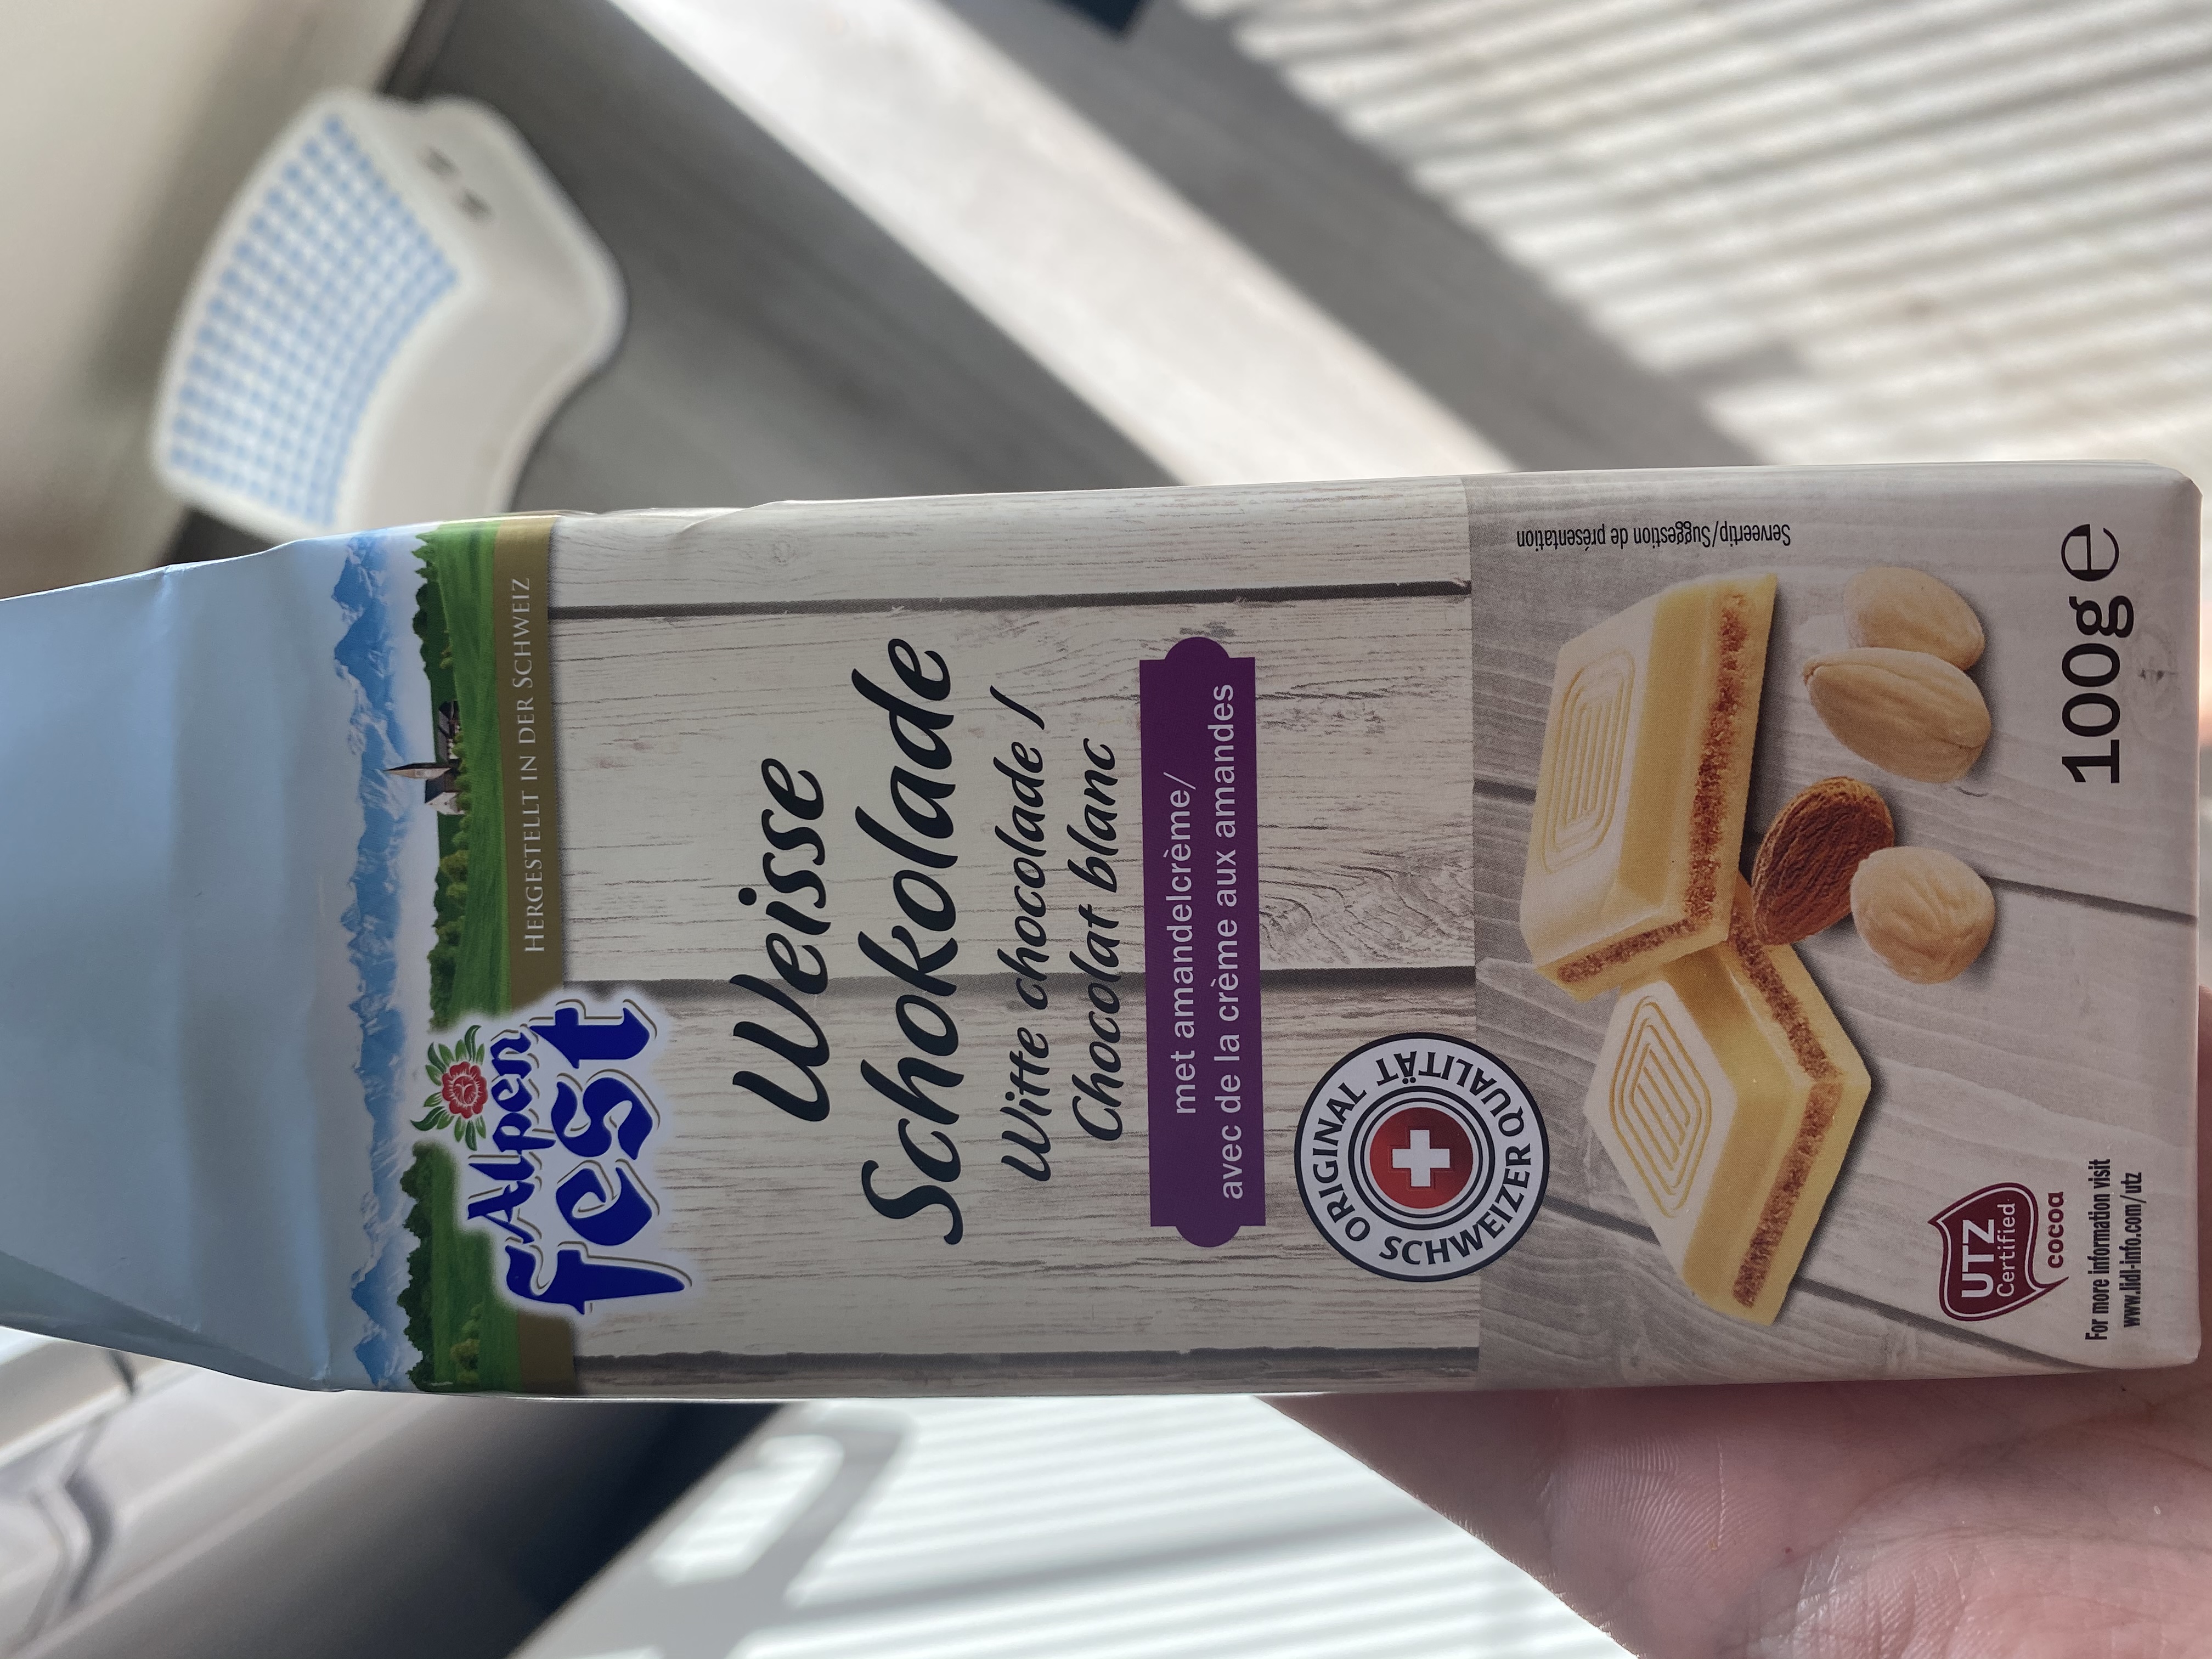 Alpen
fest
HERGESTELLT IN DER SCHWEIZ
Weisse
Schokolade
Witte chocolade /
Chocolat blanc
met amandelcrème/
avec de la crème aux amandes
ORIGINAL SCHWEIZER QUALITÄT
Serveertip/Suggestion de présentation
UTZ
Certified
cocoa
For more information visit
www.lidl-info.com/utz
100g e